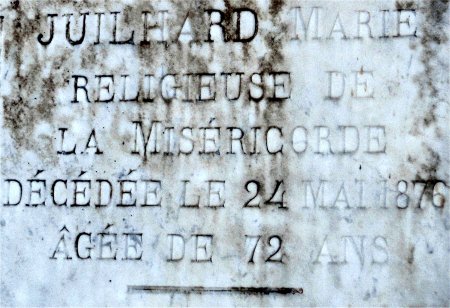 JUILHARD MARIE
RELIGIEUSE DE
LA MISÉRICORDE
DÉCÉDÉE LE 24 MAI 1876
ÂGÉE DE 72 ANS